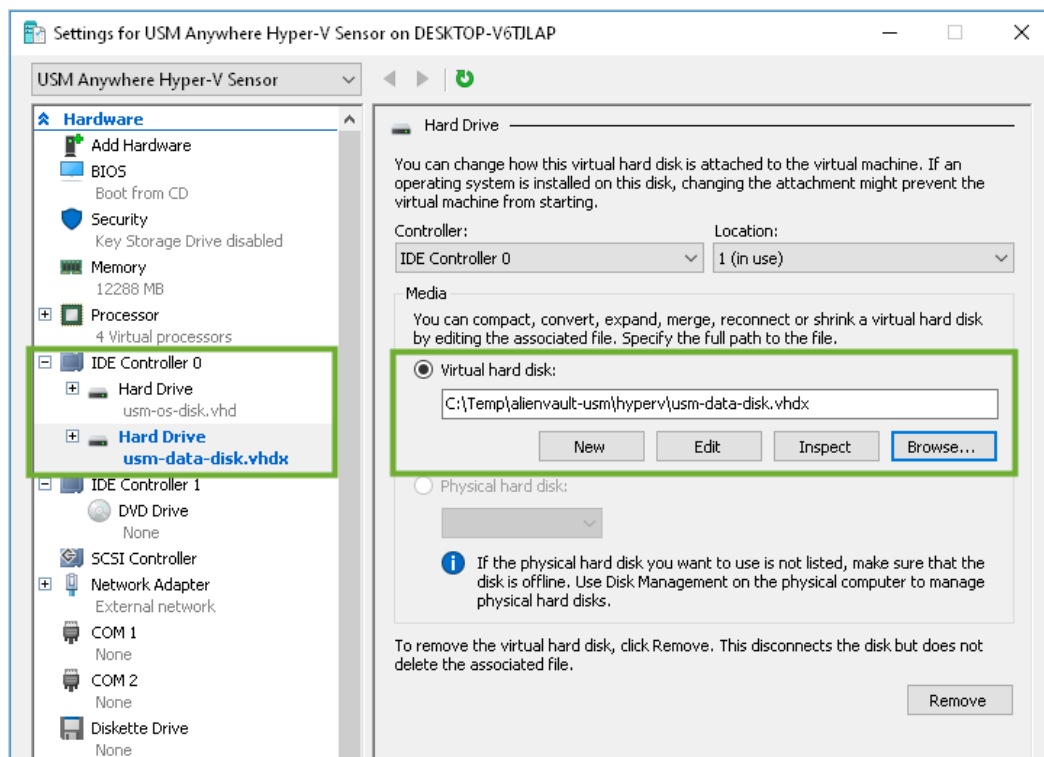 Settings for USM Anywhere Hyper-V Sensor on DESKTOP-V6TJLAP
USM Anywhere Hyper-V Sensor
Hardware
Add Hardware
BIOS
Boot from CD
Security
Key Storage Drive disabled
Memory
12288 MB
Processor
4 Virtual processors
IDE Controller 0
Hard Drive
usm-os-disk.vhd
Hard Drive
usm-data-disk.vhdx
IDE Controller 1
DVD Drive
None
SCSI Controller
Network Adapter
External network
COM 1
None
COM 2
None
Diskette Drive
None
Hard Drive
You can change how this virtual hard disk is attached to the virtual machine. If an
operating system is installed on this disk, changing the attachment might prevent the
virtual machine from starting.
Controller:
Location:
IDE Controller 0
1 (in use)
Media
You can compact, convert, expand, merge, reconnect or shrink a virtual hard disk
by editing the associated file. Specify the full path to the file.
Virtual hard disk:
C:\Temp\alienvault-usm\hyperv\usm-data-disk.vhdx
New
Edit
Inspect
Browse...
Physical hard disk:
If the physical hard disk you want to use is not listed, make sure that the
disk is offline. Use Disk Management on the physical computer to manage
physical hard disks.
To remove the virtual hard disk, click Remove. This disconnects the disk but does not
delete the associated file.
Remove